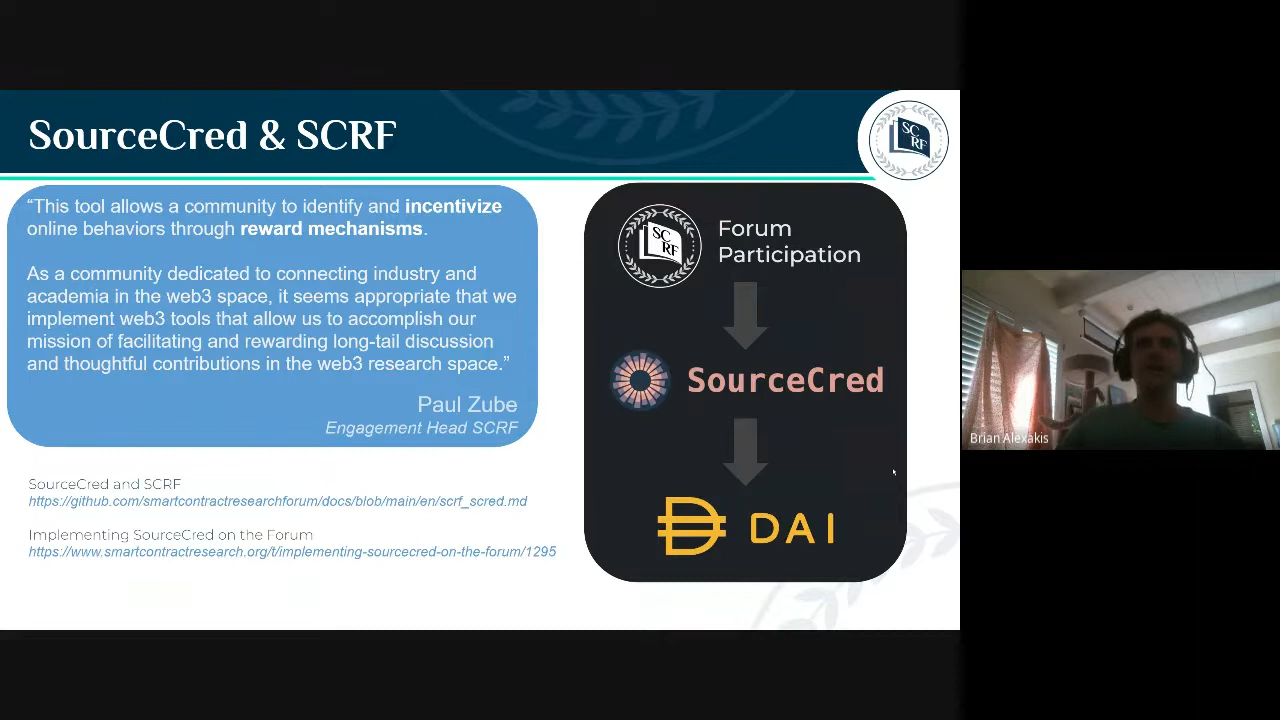 SourceCred & SCRF
SC
RF
“This tool allows a community to identify and incentivize
online behaviors through reward mechanisms.
As a community dedicated to connecting industry and
academia in the web3 space, it seems appropriate that we
implement web3 tools that allow us to accomplish our
mission of facilitating and rewarding long-tail discussion
and thoughtful contributions in the web3 research space.”
Paul Zube
Engagement Head SCRF
SourceCred and SCRF
https://github.com/smartcontractresearchforum/docs/blob/main/en/scrf_scred.md
Implementing SourceCred on the Forum
https://www.smartcontractresearch.org/t/implementing-sourcecred-on-the-forum/1295
SC
RF
Forum
Participation
SourceCred
DAI
Brian Alexakis